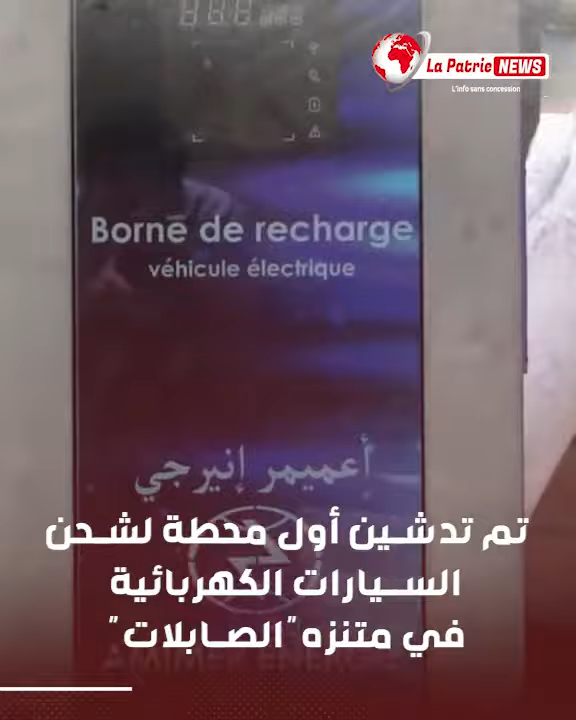 La Patrie NEWS
L'info sans concession
Borne de recharge
véhicule électrique
أعميمر إنيرجي
تم تدشين أول محطة لشحن
السيارات الكهربائية
في متنزه "الصابلات"